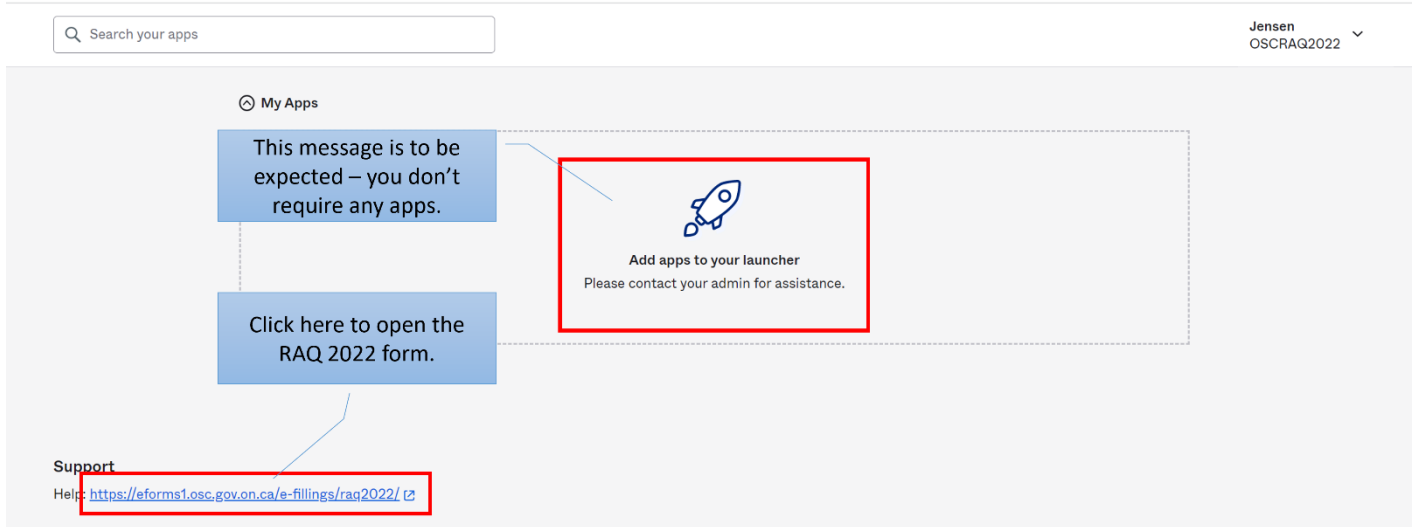 Search your apps
Jensen
OSCRAQ2022
My Apps
This message is to be
expected – you don't
require any apps.
Add apps to your launcher
Please contact your admin for assistance.
Click here to open the
RAQ 2022 form.
Support
Help: https://eforms1.osc.gov.on.ca/e-fillings/raq2022/